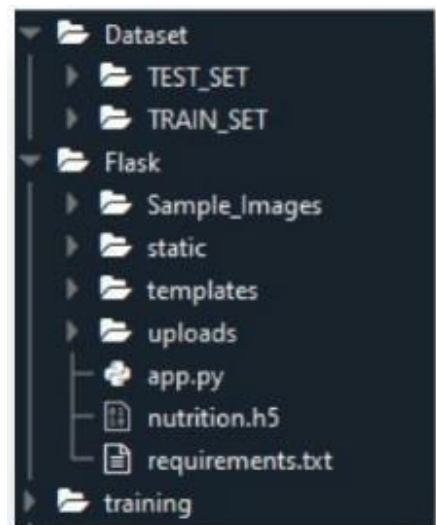 Dataset
TEST_SET
TRAIN_SET
Flask
Sample_Images
static
templates
uploads
app.py
nutrition.h5
requirements.txt
training